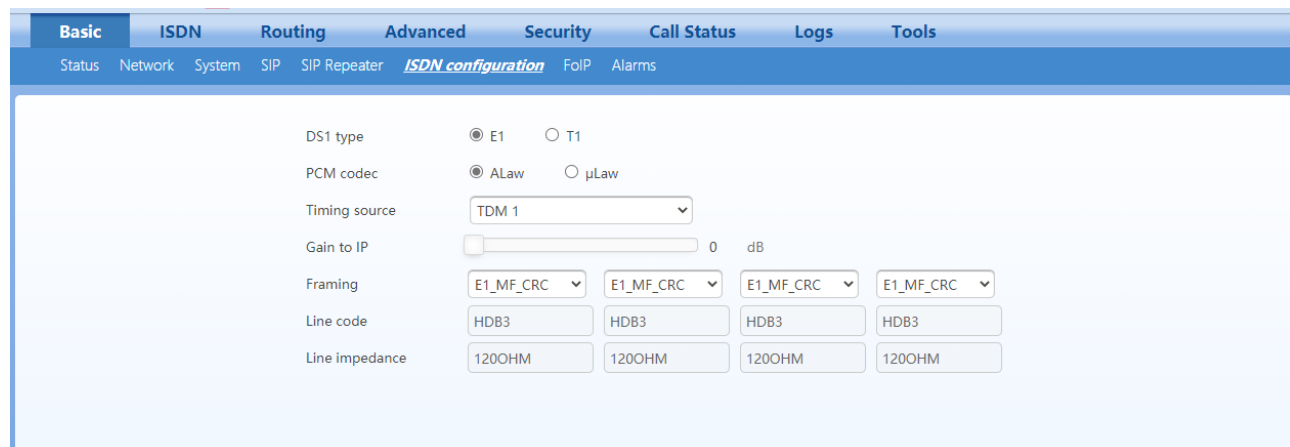 Basic ISDN Routing Advanced Security Call Status Logs Tools
Status Network System SIP SIP Repeater ISDN configuration FoIP Alarms
DS1 type E1 T1
PCM codec ALaw µLaw
Timing source TDM 1
Gain to IP 0 dB
Framing E1_MF_CRC E1_MF_CRC E1_MF_CRC E1_MF_CRC
Line code HDB3 HDB3 HDB3 HDB3
Line impedance 120OHM 120OHM 120OHM 120OHM